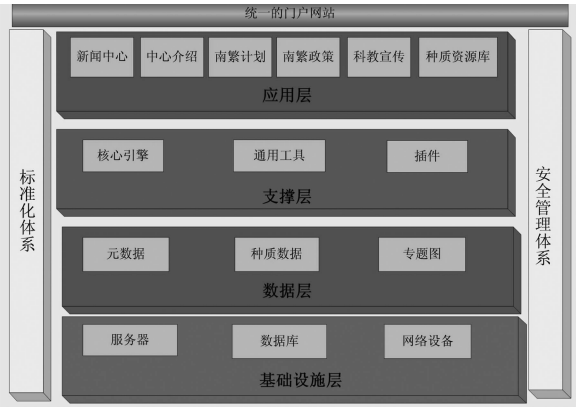 统一的门户网站
新闻中心 中心介绍 南繁计划 南繁政策 科教宣传 种质资源库
应用层
核心引擎 通用工具 插件
支撑层
元数据 种质数据 专题图
数据层
服务器 数据库 网络设备
基础设施层
标准化体系
安全管理体系